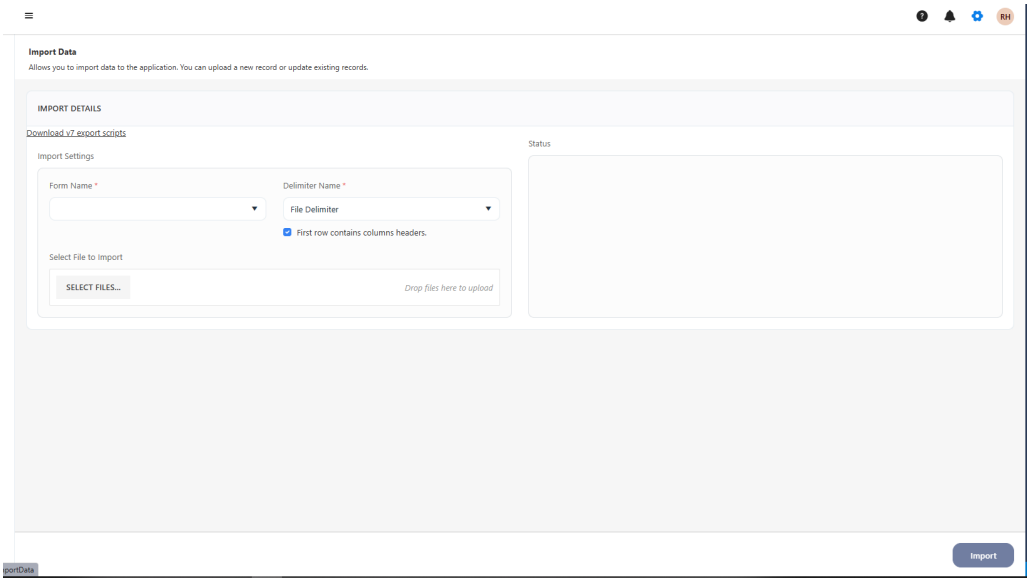 RH
Import Data
Allows you to import data to the application. You can upload a new record or update existing records.
IMPORT DETAILS
Download v7 export scripts
Status
Import Settings
Form Name *
Delimiter Name *
File Delimiter
First row contains columns headers.
Select File to Import
SELECT FILES...
Drop files here to upload
Import
portData